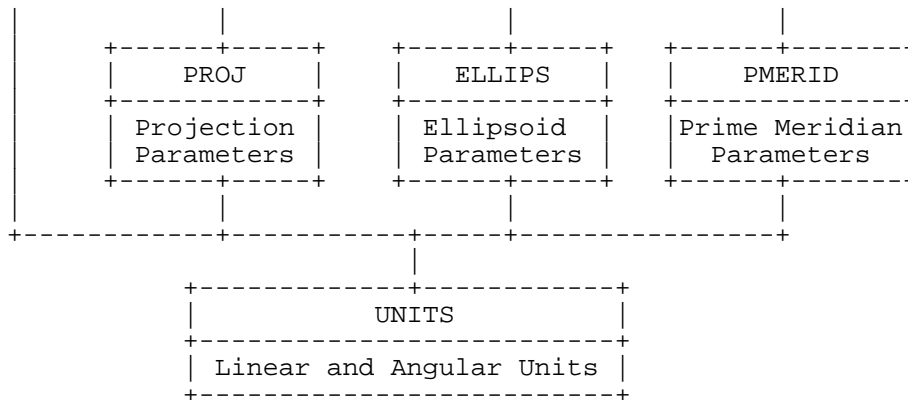 PROJ ELLIPS PMERID
Projection Ellipsoid Prime Meridian
Parameters Parameters Parameters
UNITS
Linear and Angular Units